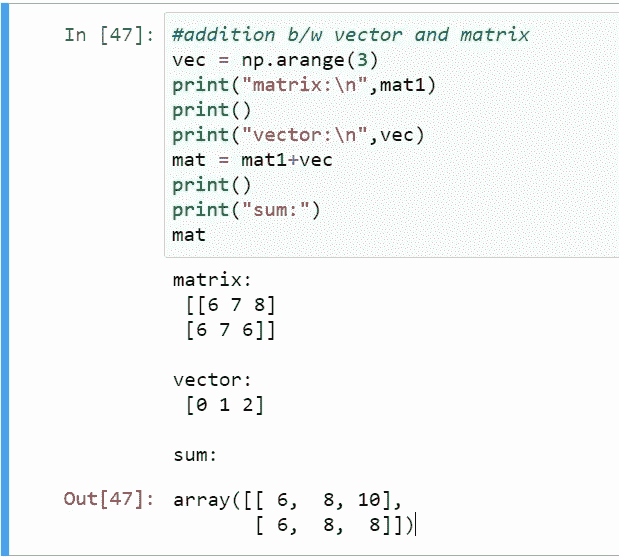 In [47]: #addition b/w vector and matrix
vec = np.arange(3)
print("matrix:\n",mat1)
print()
print("vector:\n",vec)
mat = mat1+vec
print()
print("sum:")
mat
matrix:
[[6 7 8]
[6 7 6]]
vector:
[0 1 2]
sum:
Out[47]: array([[ 6,  8, 10],
[ 6,  8,  8]])